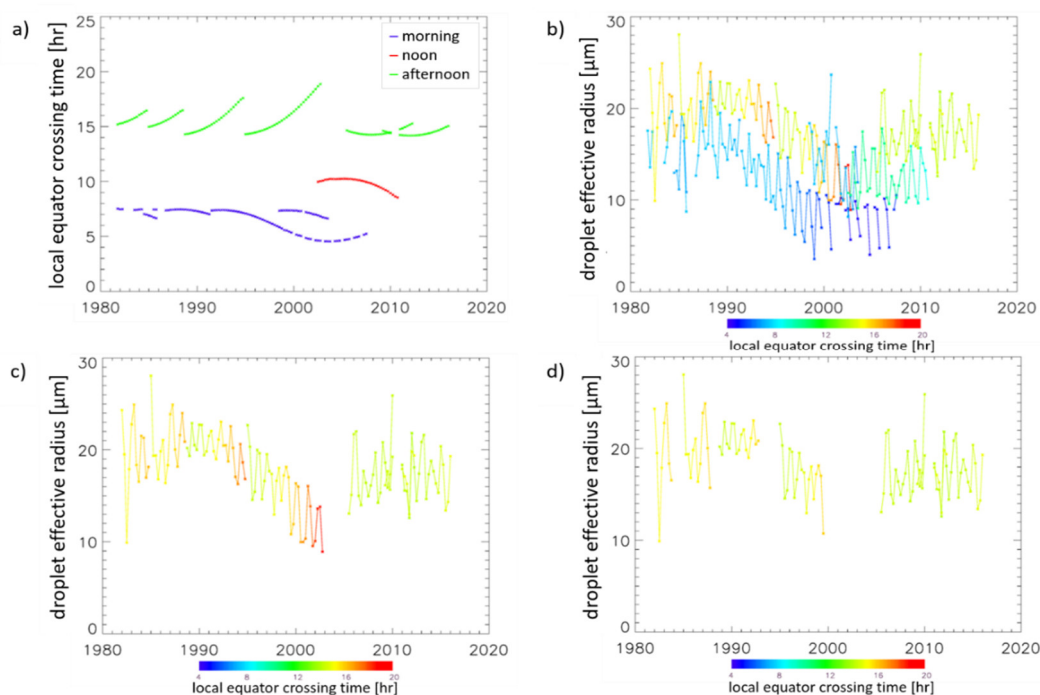 a)
25
20
15
10
5
0
1980 1990 2000 2010 2020
local equator crossing time [hr]
morning
noon
afternoon
b)
30
20
10
0
1980 1990 2000 2010 2020
droplet effective radius [µm]
4 8 12 16 20
local equator crossing time [hr]
c)
30
20
10
0
1980 1990 2000 2010 2020
droplet effective radius [µm]
4 8 12 16 20
local equator crossing time [hr]
d)
30
20
10
0
1980 1990 2000 2010 2020
droplet effective radius [µm]
4 8 12 16 20
local equator crossing time [hr]